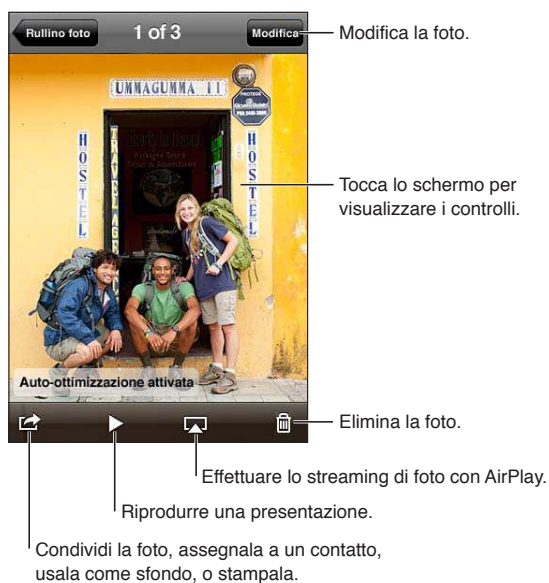 Rullino foto
1 of 3
Modifica
Modifica la foto.
UMMAGUMMA II
PROTEGE
HOSTEL
TRAVEL
HOSTEL
Tocca lo schermo per
visualizzare i controlli.
Auto-ottimizzazione attivata
Elimina la foto.
Effettuare lo streaming di foto con AirPlay.
Riprodurre una presentazione.
Condividi la foto, assegnala a un contatto,
usala come sfondo, o stampala.